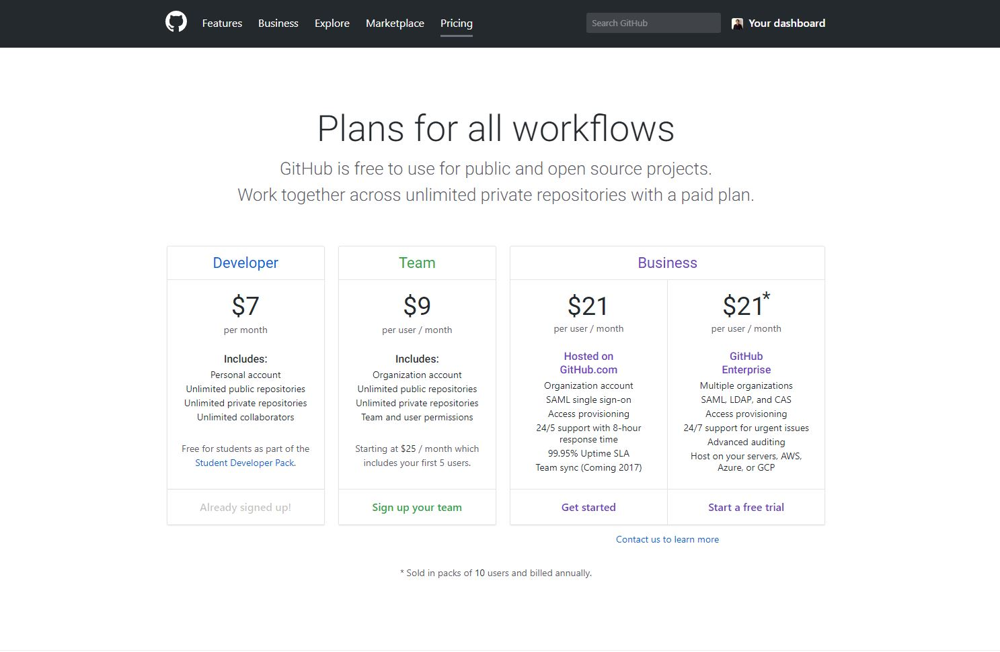 Features
Business
Explore
Marketplace
Pricing
Search GitHub
Your dashboard
Plans for all workflows
GitHub is free to use for public and open source projects.
Work together across unlimited private repositories with a paid plan.
Developer
$7
per month
Includes:
Personal account
Unlimited public repositories
Unlimited private repositories
Unlimited collaborators
Free for students as part of the
Student Developer Pack.
Already signed up!
Team
$9
per user / month
Includes:
Organization account
Unlimited public repositories
Unlimited private repositories
Team and user permissions
Starting at $25 / month which
includes your first 5 users.
Sign up your team
Business
$21
per user / month
Hosted on
GitHub.com
Organization account
SAML single sign-on
Access provisioning
24/5 support with 8-hour
response time
99.95% Uptime SLA
Team sync (Coming 2017)
Get started
$21*
per user / month
GitHub
Enterprise
Multiple organizations
SAML, LDAP, and CAS
Access provisioning
24/7 support for urgent issues
Advanced auditing
Host on your servers, AWS,
Azure, or GCP
Start a free trial
Contact us to learn more
* Sold in packs of 10 users and billed annually.